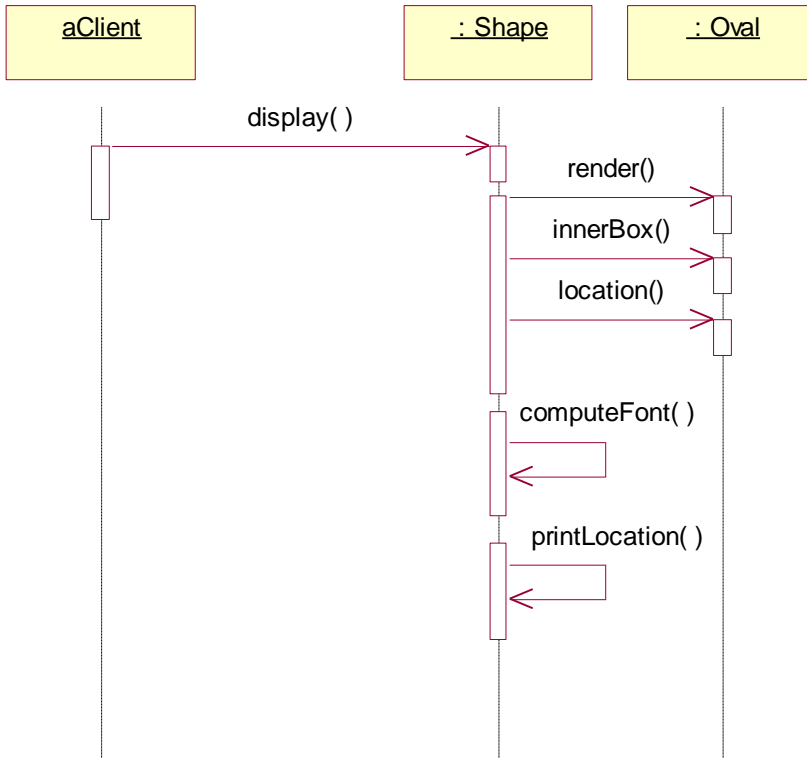 aClient
: Shape
: Oval
display( )
render()
innerBox()
location()
computeFont( )
printLocation( )